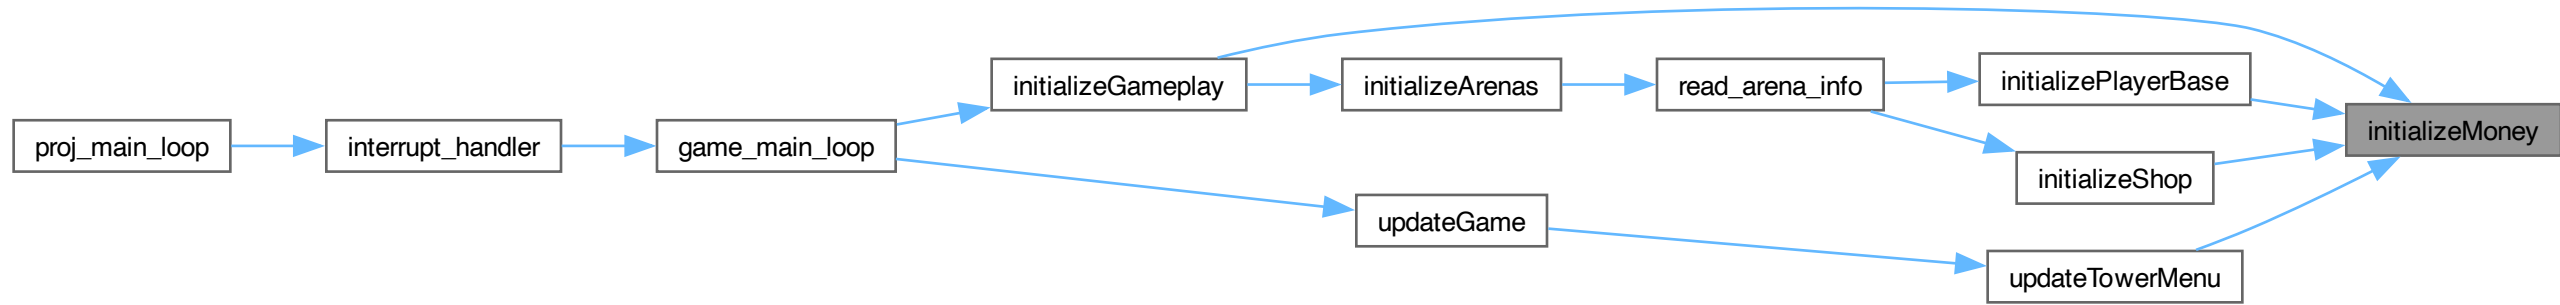 proj_main_loop
interrupt_handler
game_main_loop
initializeGameplay
initializeArenas
read_arena_info
initializePlayerBase
initializeMoney
initializeShop
updateGame
updateTowerMenu